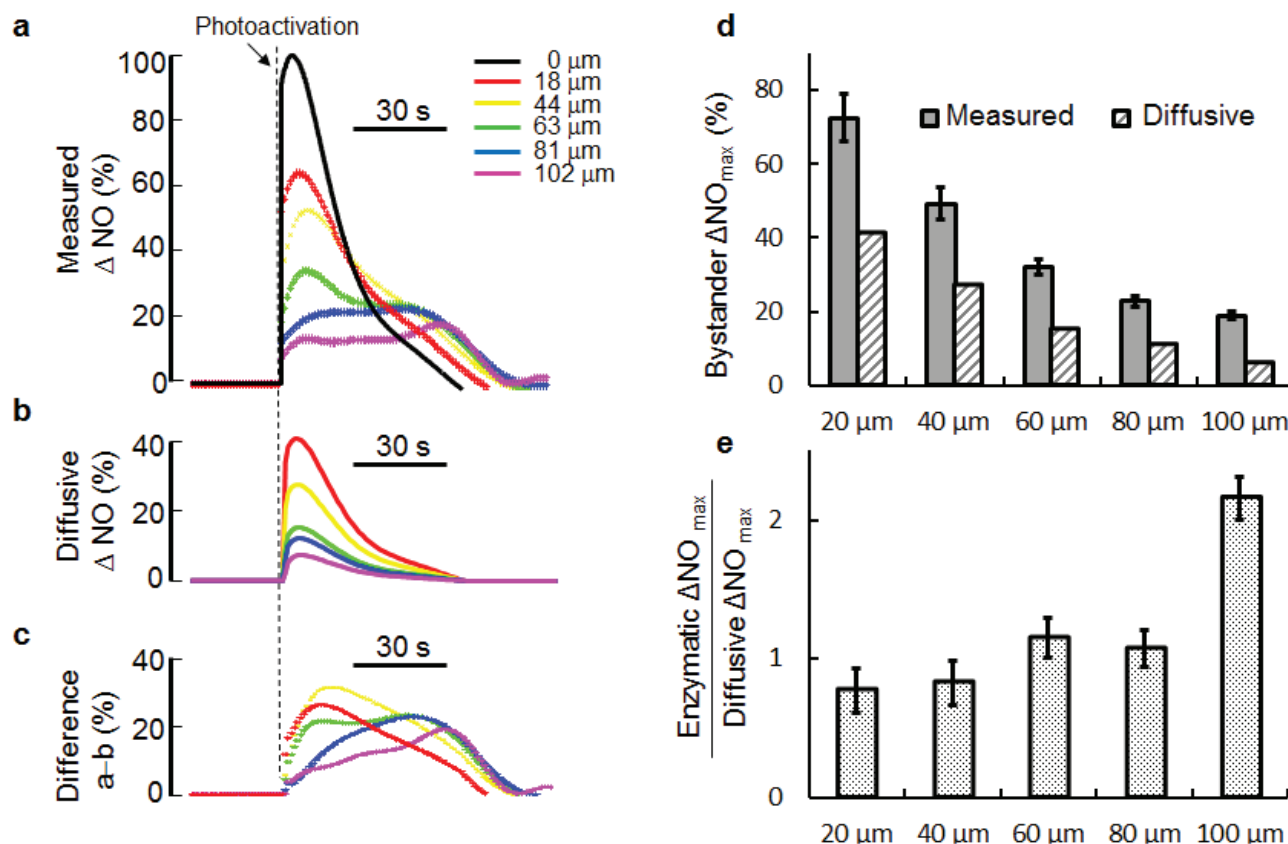 a
Photoactivation
Measured
Δ NO (%)
100
80
60
40
20
0
30 s
0 µm
18 µm
44 µm
63 µm
81 µm
102 µm
b
Diffusive
Δ NO (%)
40
20
0
30 s
c
Difference
a–b (%)
40
20
0
30 s
d
Bystander ΔNOmax (%)
80
60
40
20
0
Measured
Diffusive
20 µm
40 µm
60 µm
80 µm
100 µm
e
Enzymatic ΔNOmax
Diffusive ΔNOmax
2
1
0
20 µm
40 µm
60 µm
80 µm
100 µm